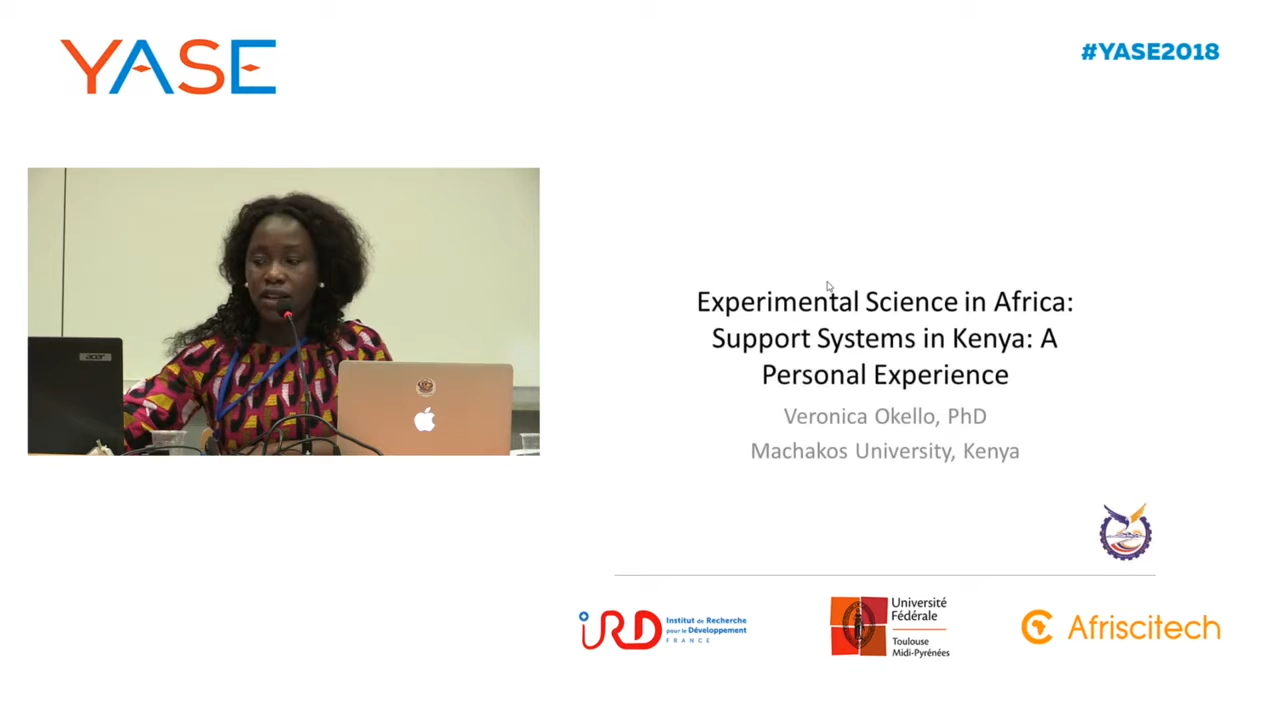 YASE
#YASE2018
acer
Experimental Science in Africa:
Support Systems in Kenya: A
Personal Experience
Veronica Okello, PhD
Machakos University, Kenya
IRD
Institut de Recherche
pour le Développement
FRANCE
Université
Fédérale
Toulouse
Midi-Pyrénées
Afriscitech